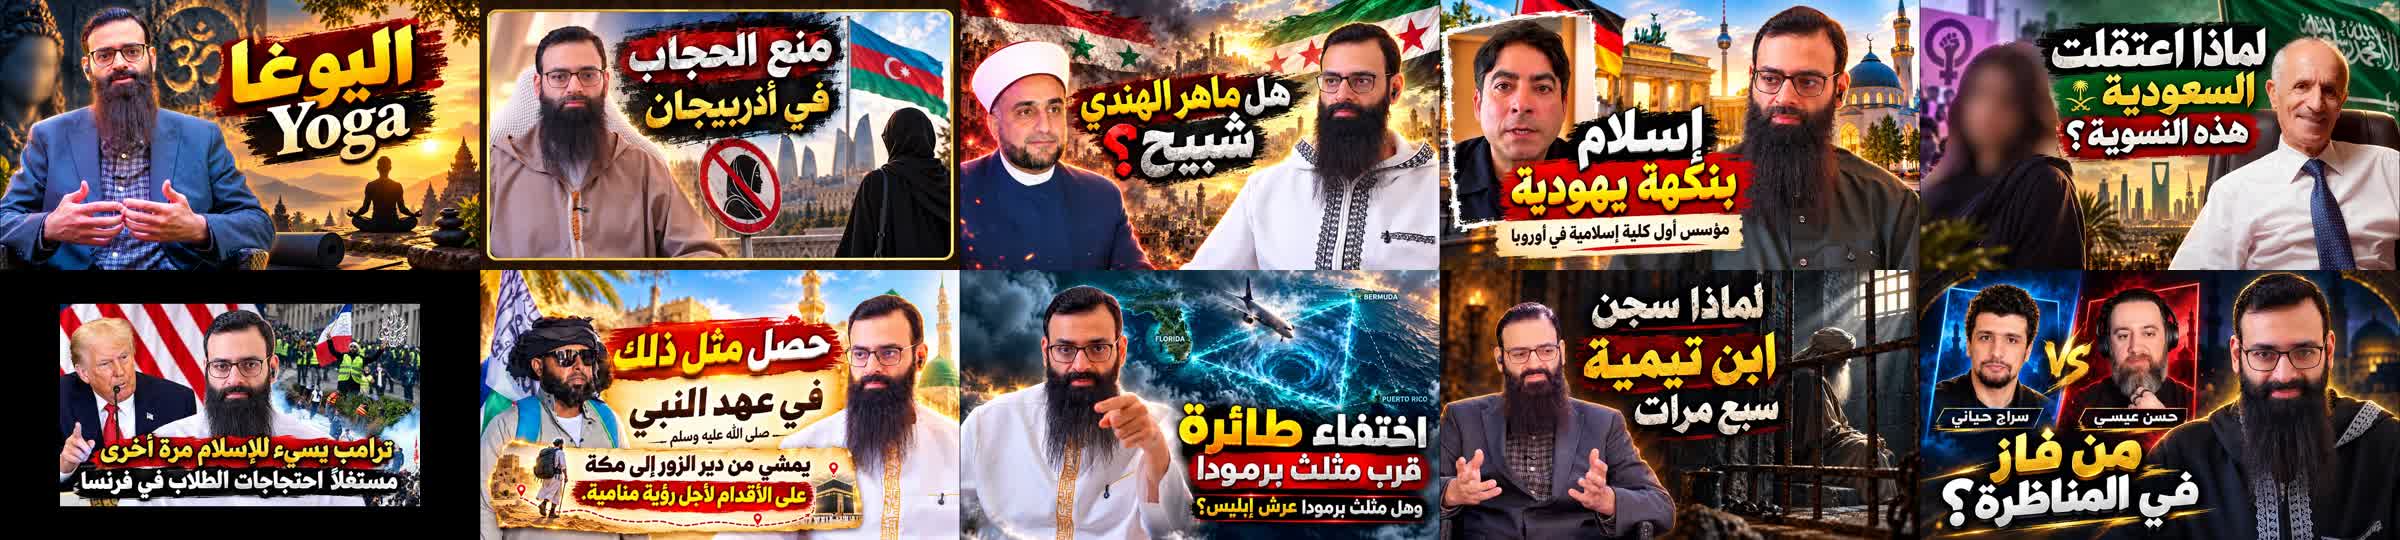 اليوغا
Yoga
منع الحجاب
في أذربيجان
هل ماهر الهندي
شبيح؟
إسلام
بنكهة يهودية
مؤسس أول كلية إسلامية في أوروبا
لماذا اعتقلت
السعودية
هذه النسوية؟
ترامب يسيء للإسلام مرة أخرى
مستغلاً احتجاجات الطلاب في فرنسا
حصل مثل ذلك
في عهد النبي
صلى الله عليه وسلم
يمشي من دير الزور إلى مكة
على الأقدام لأجل رؤية منامية.
BERMUDA
FLORIDA
PUERTO RICO
اختفاء طائرة
قرب مثلث برمودا
وهل مثلث برمودا عرش إبليس؟
لماذا سجن
ابن تيمية
سبع مرات
VS
سراج حياني
حسن عيسى
من فاز
في المناظرة؟